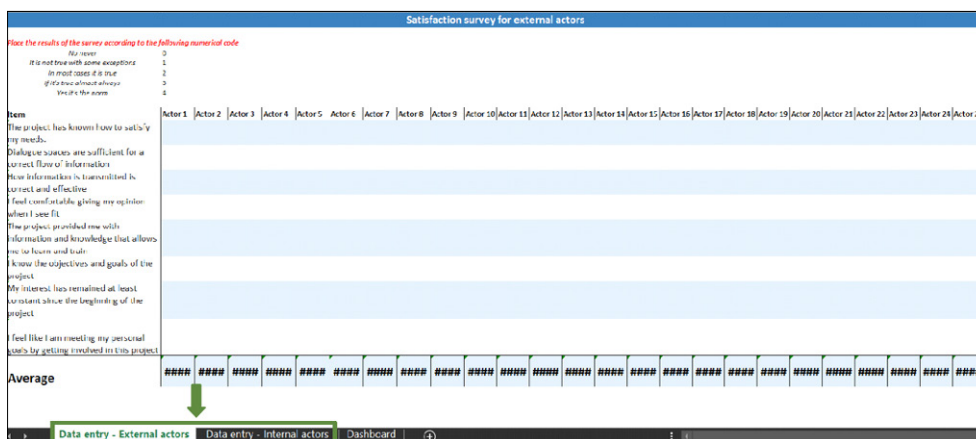 Satisfaction survey for external actors
Place the results of the survey according to the following numerical code
No never 0
It is not true with some exceptions 1
In most cases it is true 2
If it's true almost always 3
Yes it's the norm 4
Item Actor 1 Actor 2 Actor 3 Actor 4 Actor 5 Actor 6 Actor 7 Actor 8 Actor 9 Actor 10 Actor 11 Actor 12 Actor 13 Actor 14 Actor 15 Actor 16 Actor 17 Actor 18 Actor 19 Actor 20 Actor 21 Actor 22 Actor 23 Actor 24 Actor
The project has known how to satisfy
my needs.
Dialogue spaces are sufficient for a
correct flow of information
How information is transmitted is
correct and effective
I feel comfortable giving my opinion
when I see fit
The project provided me with
information and knowledge that allows
me to learn and train
I know the objectives and goals of the
project
My interest has remained at least
constant since the beginning of the
project
I feel like I am meeting my personal
goals by getting involved in this project
Average #### #### #### #### #### #### #### #### #### #### #### #### #### #### #### #### #### #### #### #### #### #### #### ####
Data entry - External actors Data entry - Internal actors Dashboard